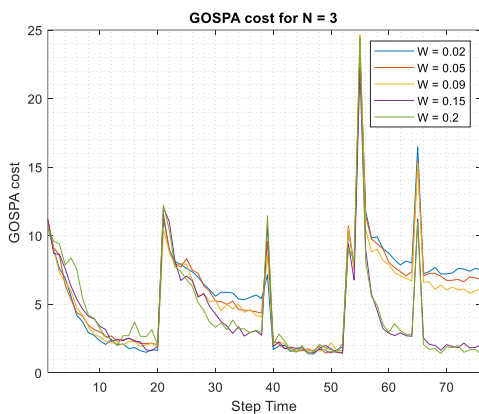 GOSPA cost for N = 3
25
20
15
10
5
0
GOSPA cost
10
20
30
40
50
60
70
Step Time
W = 0.02
W = 0.05
W = 0.09
W = 0.15
W = 0.2